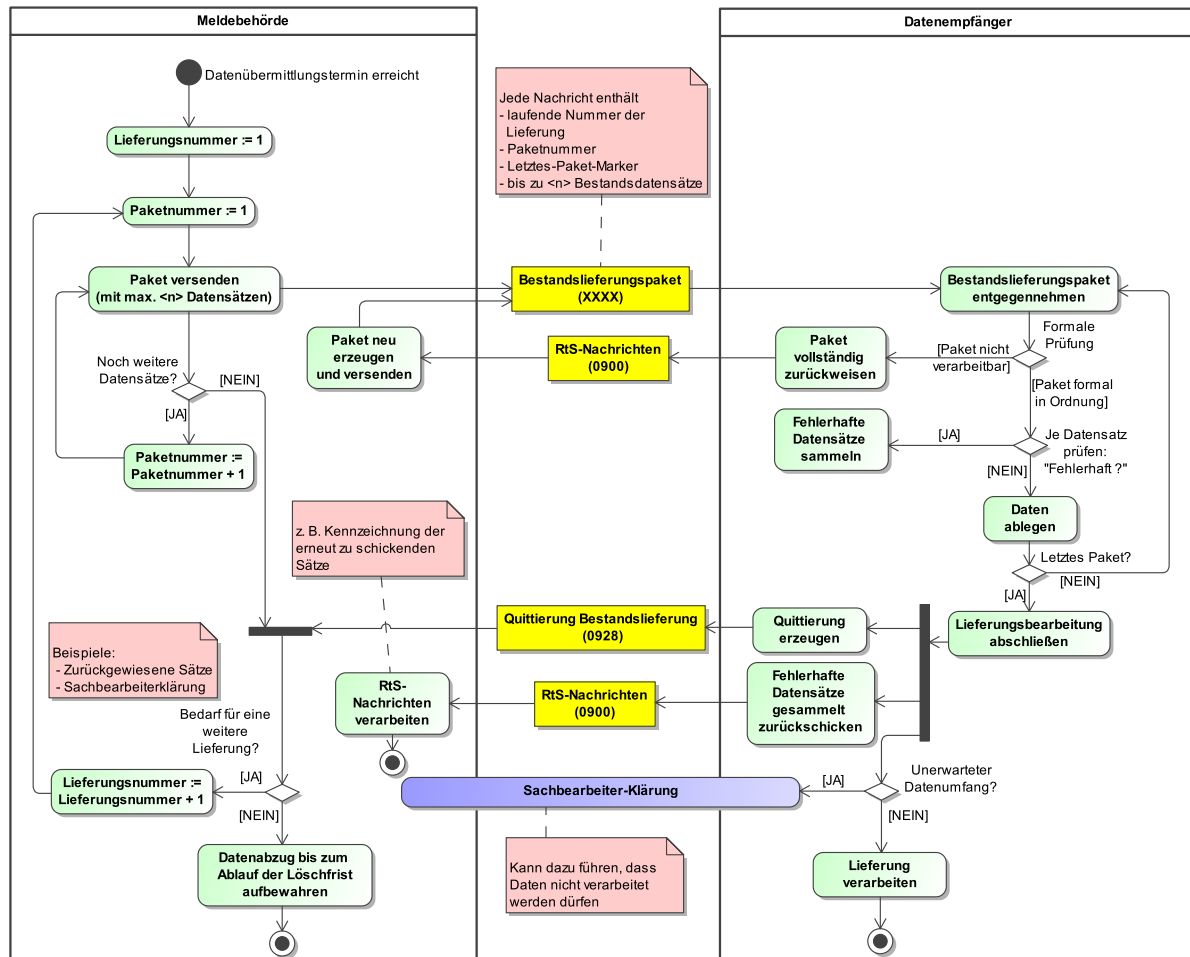 Meldebehörde
Datenempfänger
Datenübermittlungstermin erreicht
Lieferungsnummer := 1
Paketnummer := 1
Paket versenden
(mit max. <n> Datensätzen)
Noch weitere
Datensätze?
[NEIN]
[JA]
Paketnummer :=
Paketnummer + 1
Jede Nachricht enthält
- laufende Nummer der
Lieferung
- Paketnummer
- Letztes-Paket-Marker
- bis zu <n> Bestandsdatensätze
Bestandslieferungspaket
(XXXX)
Bestandslieferungspaket
entgegennehmen
Formale
Prüfung
[Paket nicht
verarbeitbar]
Paket
vollständig
zurückweisen
RtS-Nachrichten
(0900)
Paket neu
erzeugen
und versenden
[Paket formal
in Ordnung]
Je Datensatz
prüfen:
"Fehlerhaft ?"
[JA]
Fehlerhafte
Datensätze
sammeln
[NEIN]
Daten
ablegen
Letztes Paket?
[NEIN]
[JA]
Lieferungsbearbeitung
abschließen
z. B. Kennzeichnung der
erneut zu schickenden
Sätze
Quittierung
erzeugen
Quittierung Bestandslieferung
(0928)
Fehlerhafte
Datensätze
gesammelt
zurückschicken
RtS-Nachrichten
(0900)
RtS-
Nachrichten
verarbeiten
Beispiele:
- Zurückgewiesene Sätze
- Sachbearbeiterklärung
Bedarf für eine
weitere
Lieferung?
[JA]
Lieferungsnummer :=
Lieferungsnummer + 1
[NEIN]
Datenabzug bis zum
Ablauf der Löschfrist
aufbewahren
Unerwarteter
Datenumfang?
[JA]
Sachbearbeiter-Klärung
[NEIN]
Kann dazu führen, dass
Daten nicht verarbeitet
werden dürfen
Lieferung
verarbeiten